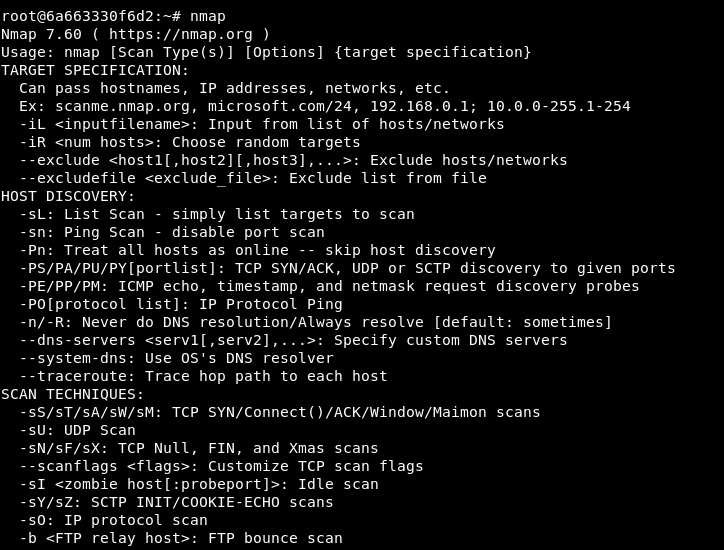 root@6a663330f6d2:~# nmap
Nmap 7.60 ( https://nmap.org )
Usage: nmap [Scan Type(s)] [Options] {target specification}
TARGET SPECIFICATION:
  Can pass hostnames, IP addresses, networks, etc.
  Ex: scanme.nmap.org, microsoft.com/24, 192.168.0.1; 10.0.0-255.1-254
  -iL <inputfilename>: Input from list of hosts/networks
  -iR <num hosts>: Choose random targets
  --exclude <host1[,host2][,host3],...>: Exclude hosts/networks
  --excludefile <exclude_file>: Exclude list from file
HOST DISCOVERY:
  -sL: List Scan - simply list targets to scan
  -sn: Ping Scan - disable port scan
  -Pn: Treat all hosts as online -- skip host discovery
  -PS/PA/PU/PY[portlist]: TCP SYN/ACK, UDP or SCTP discovery to given ports
  -PE/PP/PM: ICMP echo, timestamp, and netmask request discovery probes
  -PO[protocol list]: IP Protocol Ping
  -n/-R: Never do DNS resolution/Always resolve [default: sometimes]
  --dns-servers <serv1[,serv2],...>: Specify custom DNS servers
  --system-dns: Use OS's DNS resolver
  --traceroute: Trace hop path to each host
SCAN TECHNIQUES:
  -sS/sT/sA/sW/sM: TCP SYN/Connect()/ACK/Window/Maimon scans
  -sU: UDP Scan
  -sN/sF/sX: TCP Null, FIN, and Xmas scans
  --scanflags <flags>: Customize TCP scan flags
  -sI <zombie host[:probeport]>: Idle scan
  -sY/sZ: SCTP INIT/COOKIE-ECHO scans
  -sO: IP protocol scan
  -b <FTP relay host>: FTP bounce scan